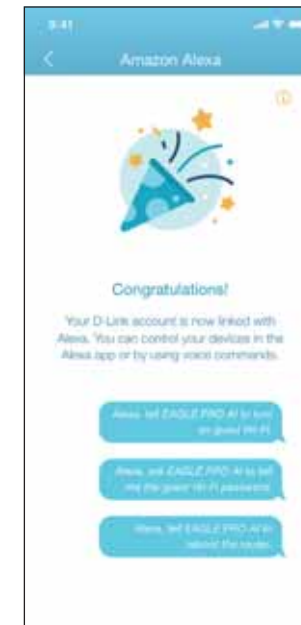 9:41
Amazon Alexa
Congratulations!
Your D-Link account is now linked with
Alexa. You can control your devices in the
Alexa app or by using voice commands.
Alexa, tell EAGLE PRO AI to turn
on guest Wi-Fi.
Alexa, ask EAGLE PRO AI to tell
me the guest Wi-Fi password.
Alexa, tell EAGLE PRO AI to
reboot the router.